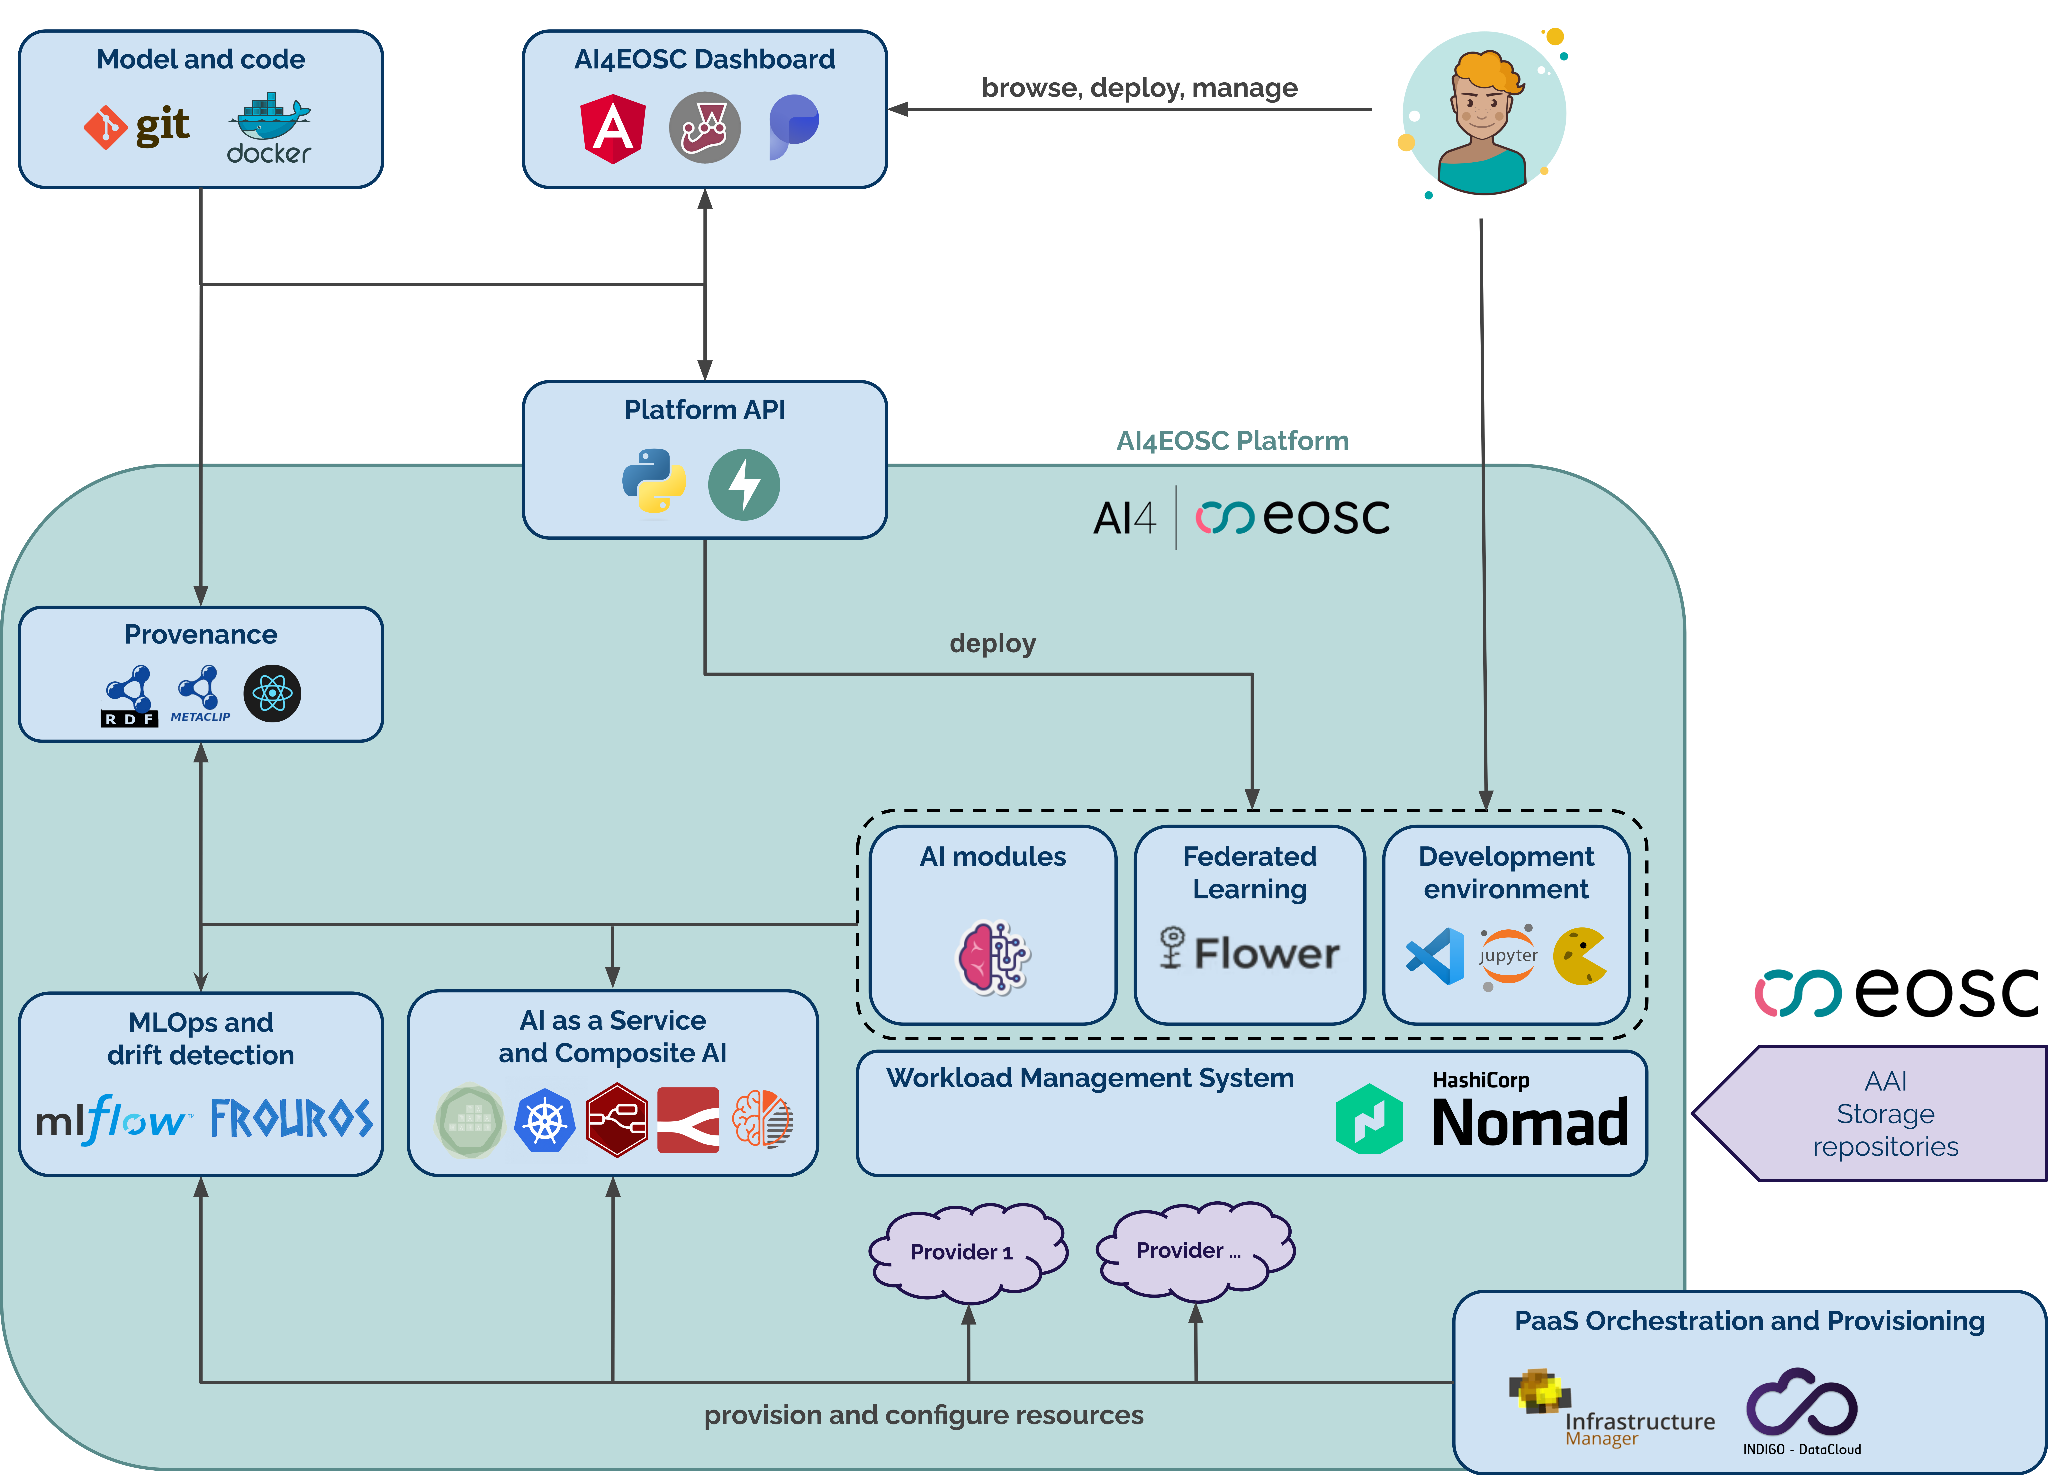 Model and code
git
docker
AI4EOSC Dashboard
browse, deploy, manage
Platform API
AI4EOSC Platform
AI4 | eosc
Provenance
RDF
METACLIP
deploy
AI modules
Federated
Learning
Flower
Development
environment
jupyter
MLOps and
drift detection
mlflow™
FROUROS
AI as a Service
and Composite AI
Workload Management System
HashiCorp
Nomad
eosc
AAI
Storage
repositories
Provider 1
Provider ...
provision and configure resources
PaaS Orchestration and Provisioning
Infrastructure
Manager
INDIGO - DataCloud